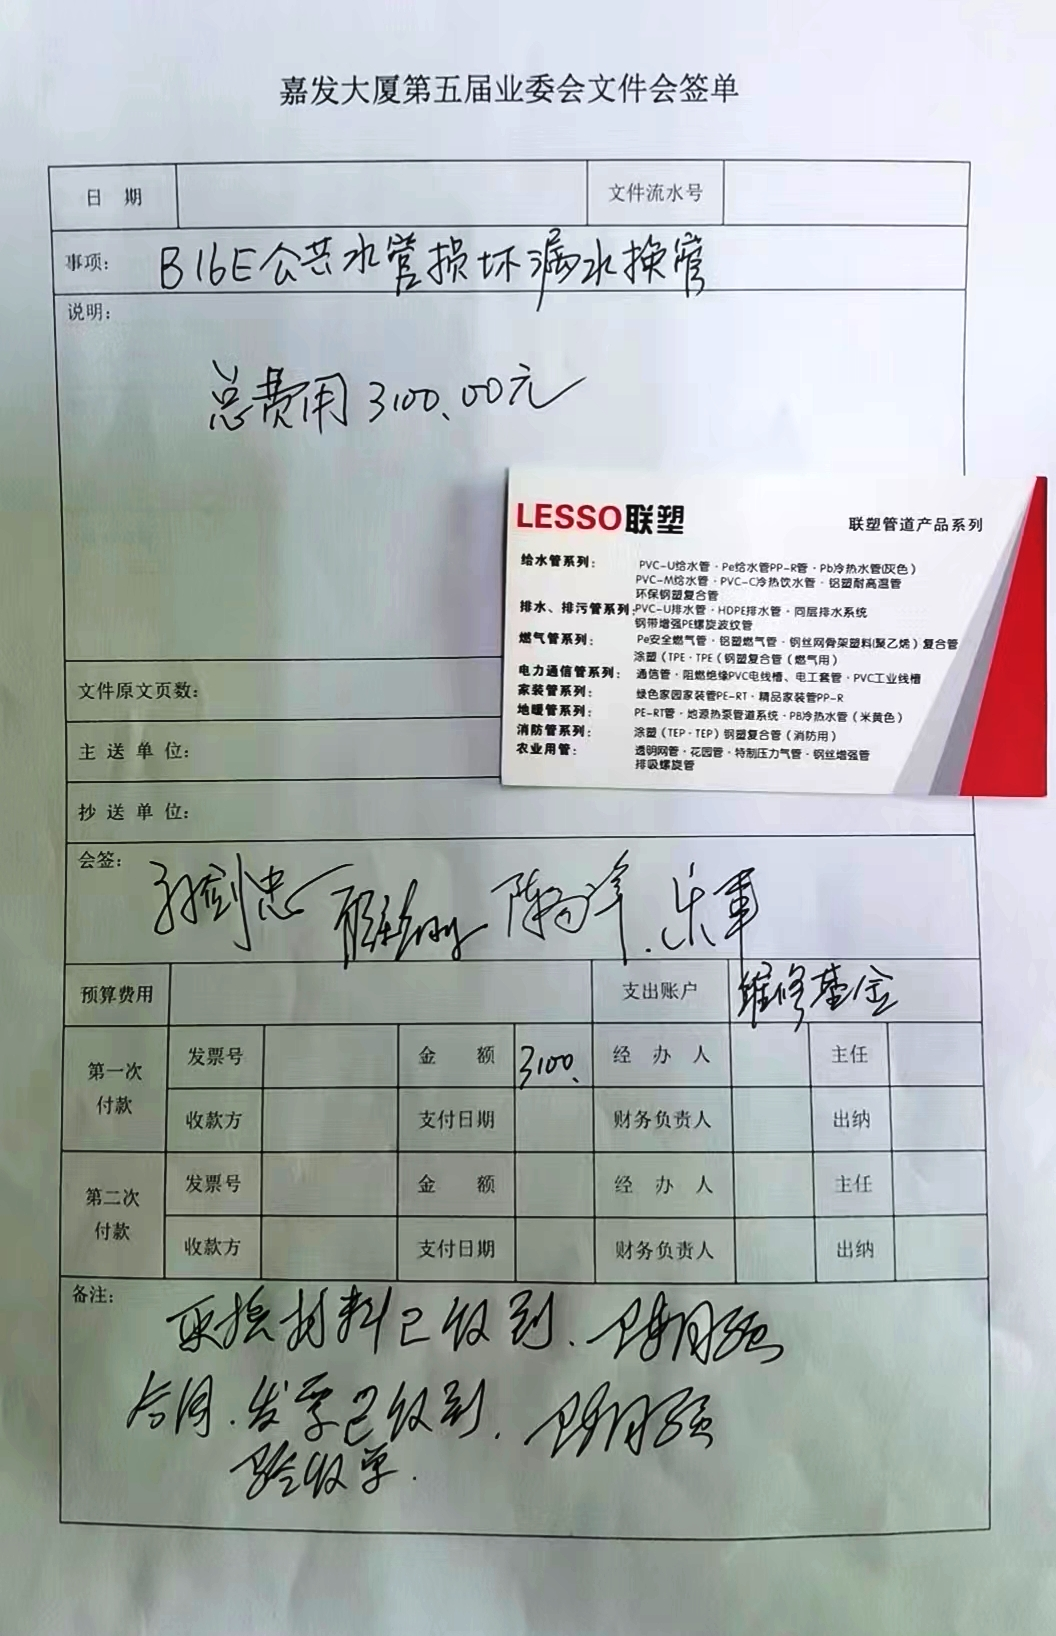 嘉发大厦第五届业委会文件会签单
日 期 文件流水号
事项: B16E公共水管损坏漏水换管
说明:
总费用3100.00元
LESSO联塑 联塑管道产品系列
给水管系列: PVC-U给水管·Pe给水管PP-R管·Pb冷热水管(灰色)
PVC-M给水管·PVC-C冷热饮水管·铝塑耐高温管
环保钢塑复合管
排水、排污管系列: PVC-U排水管·HDPE排水管·同层排水系统
钢带增强PE螺旋波纹管
燃气管系列: Pe安全燃气管·铝塑燃气管·钢丝网骨架塑料(聚乙烯)复合管
涂塑(TPE·TPE(钢塑复合管(燃气用)
电力通信管系列: 通信管·阻燃绝缘PVC电线槽、电工套管·PVC工业线槽
家装管系列: 绿色家园家装管PE-RT·精品家装管PP-R
地暖管系列: PE-RT管·地源热泵管道系统·PB冷热水管(米黄色)
消防管系列: 涂塑(TEP·TEP)钢塑复合管(消防用)
农业用管: 透明网管·花园管·特制压力气管·钢丝增强管
排吸螺旋管
文件原文页数:
主 送 单 位:
抄 送 单 位:
会签: 孙剑忠 乐军
预算费用 支出账户 维修基金
第一次付款 发票号 金 额 3100. 经 办 人 主任
收款方 支付日期 财务负责人 出纳
第二次付款 发票号 金 额 经 办 人 主任
收款方 支付日期 财务负责人 出纳
备注:
更换材料已收到.
合同.发票已收到.
验收单.